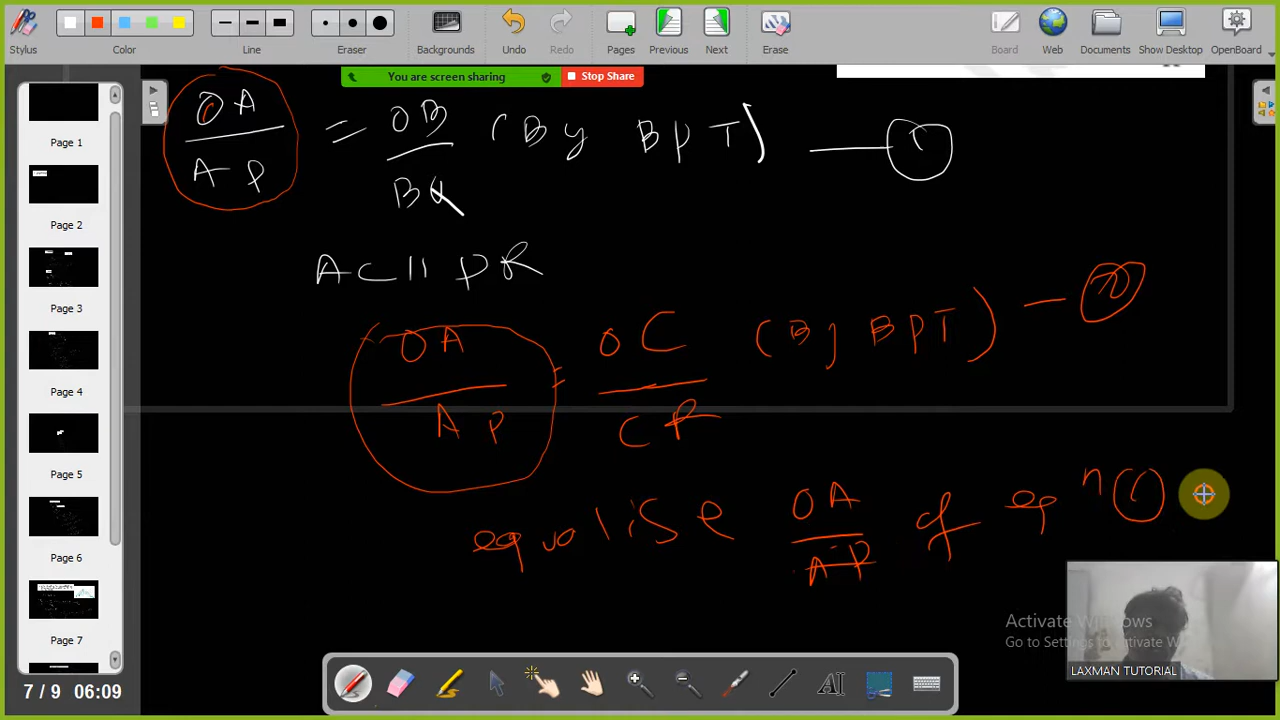 Stylus
Color
Line
Eraser
Backgrounds
Undo
Redo
Pages
Previous
Next
Erase
Board
Web
Documents
Show Desktop
OpenBoard
You are screen sharing
Stop Share
OA/AP = OB/BQ (By BPT) — 1
AC || PR
OA/AP = OC/CR (By BPT) — 2
equalise OA/AP of eqn 1
Page 1
Page 2
Page 3
Page 4
Page 5
Page 6
Page 7
Activate Windows
Go to Settings to activate W
LAXMAN TUTORIAL
7 / 9 06:09